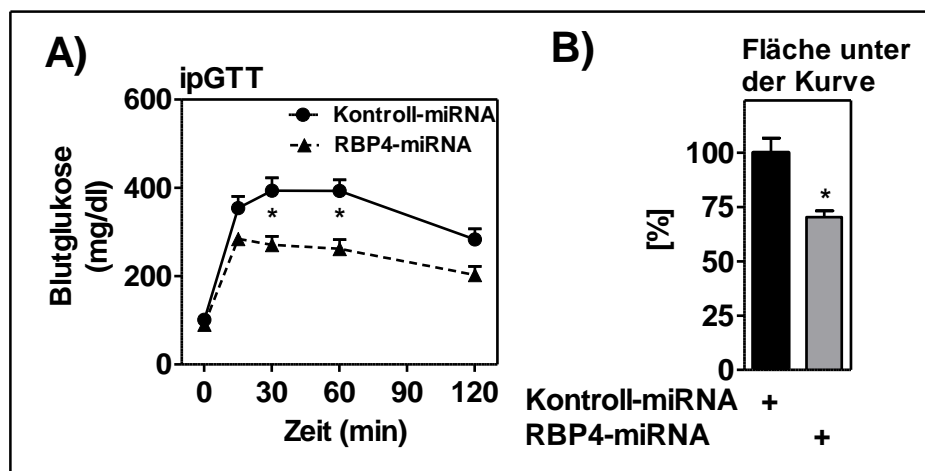 A)
ipGTT
600
400
200
0
Blutglukose
(mg/dl)
Kontroll-miRNA
RBP4-miRNA
*
*
0 30 60 90 120
Zeit (min)
B)
Fläche unter
der Kurve
100
75
50
25
0
[%]
*
Kontroll-miRNA +
RBP4-miRNA +